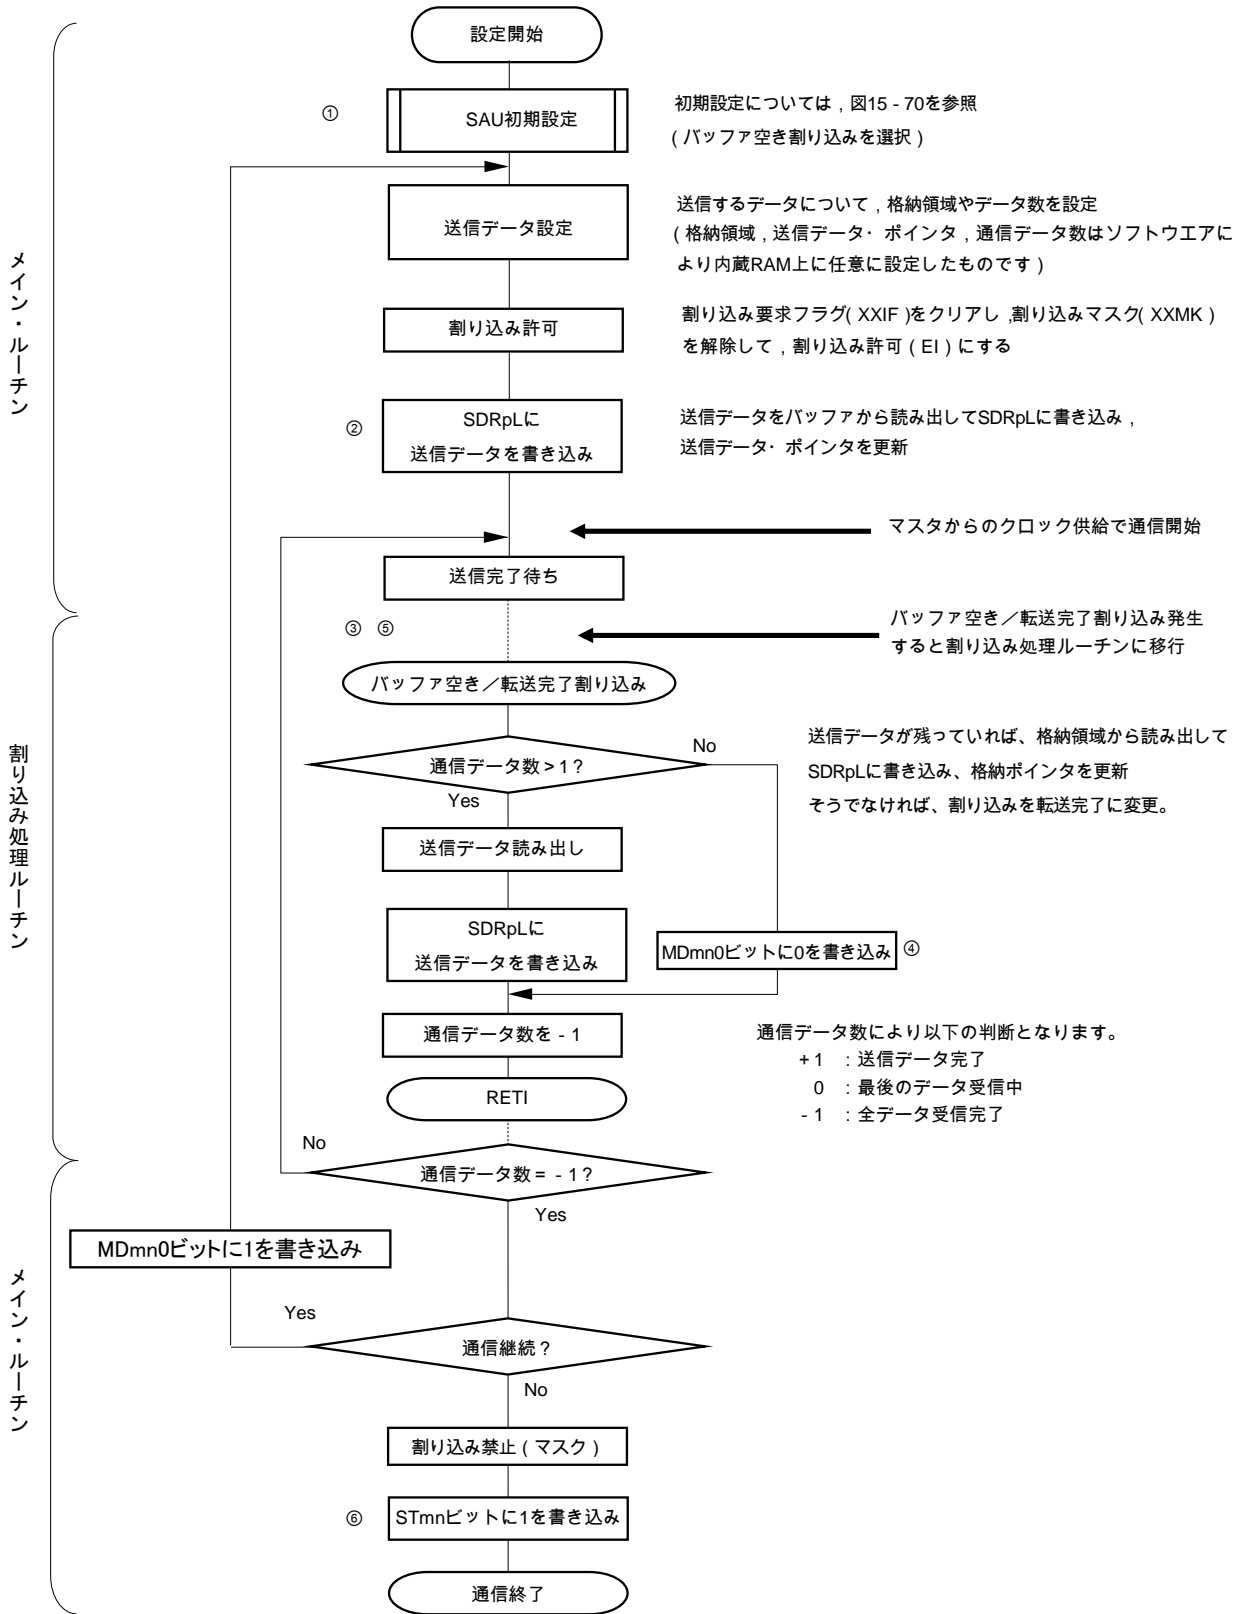 設定開始
①
SAU初期設定
初期設定については，図15 - 70を参照
（バッファ空き割り込みを選択）
送信データ設定
送信するデータについて，格納領域やデータ数を設定
（格納領域，送信データ・ポインタ，通信データ数はソフトウエアに
より内蔵RAM上に任意に設定したものです）
メイン・ルーチン
割り込み許可
割り込み要求フラグ（XXIF）をクリアし，割り込みマスク（XXMK）
を解除して，割り込み許可（EI）にする
②
SDRpLに
送信データを書き込み
送信データをバッファから読み出してSDRpLに書き込み，
送信データ・ポインタを更新
マスタからのクロック供給で通信開始
送信完了待ち
③ ⑤
バッファ空き／転送完了割り込み発生
すると割り込み処理ルーチンに移行
バッファ空き／転送完了割り込み
割り込み処理ルーチン
通信データ数＞1？
No
Yes
送信データが残っていれば、格納領域から読み出して
SDRpLに書き込み、格納ポインタを更新
そうでなければ、割り込みを転送完了に変更。
送信データ読み出し
SDRpLに
送信データを書き込み
MDmn0ビットに0を書き込み
④
通信データ数を - 1
通信データ数により以下の判断となります。
+ 1 ：送信データ完了
0 ：最後のデータ受信中
- 1 ：全データ受信完了
RETI
No
通信データ数 = - 1？
Yes
MDmn0ビットに1を書き込み
メイン・ルーチン
Yes
通信継続？
No
割り込み禁止（マスク）
⑥
STmnビットに1を書き込み
通信終了